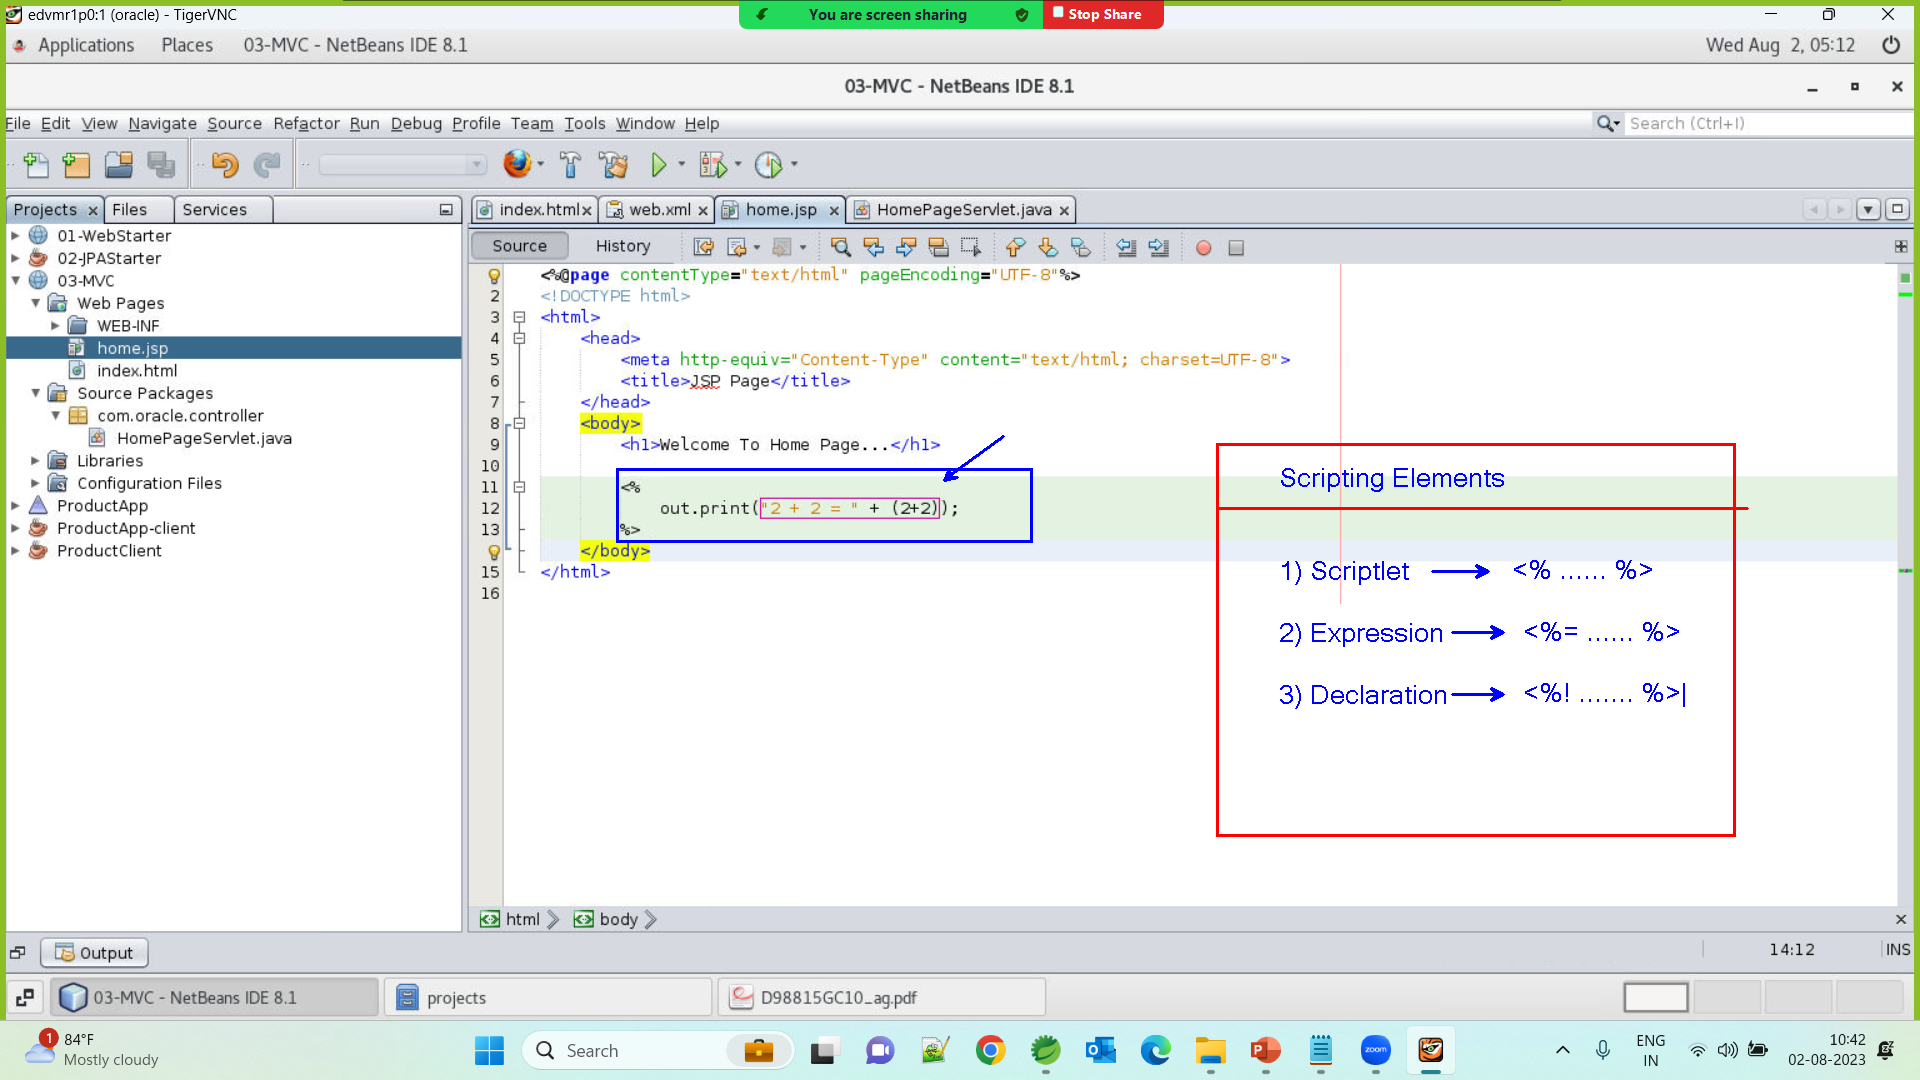 edvmr1p0:1 (oracle) - TigerVNC
You are screen sharing
Stop Share
Applications Places 03-MVC - NetBeans IDE 8.1
Wed Aug 2, 05:12
03-MVC - NetBeans IDE 8.1
File Edit View Navigate Source Refactor Run Debug Profile Team Tools Window Help
Search (Ctrl+I)
Projects Files Services
index.html web.xml home.jsp HomePageServlet.java
Source History
01-WebStarter
02-JPAStarter
03-MVC
Web Pages
WEB-INF
home.jsp
index.html
Source Packages
com.oracle.controller
HomePageServlet.java
Libraries
Configuration Files
ProductApp
ProductApp-client
ProductClient
<%@page contentType="text/html" pageEncoding="UTF-8"%>
2 <!DOCTYPE html>
3 <html>
4 <head>
5 <meta http-equiv="Content-Type" content="text/html; charset=UTF-8">
6 <title>JSP Page</title>
7 </head>
8 <body>
9 <h1>Welcome To Home Page...</h1>
10
11 <%
12 out.print("2 + 2 = " + (2+2));
13 %>
</body>
15 </html>
16
Scripting Elements
1) Scriptlet <% ...... %>
2) Expression <%= ...... %>
3) Declaration <%! ....... %>
html body
Output
14:12 INS
03-MVC - NetBeans IDE 8.1
projects
D98815GC10_ag.pdf
1
84°F
Mostly cloudy
Search
zoom
ENG
IN
10:42
02-08-2023